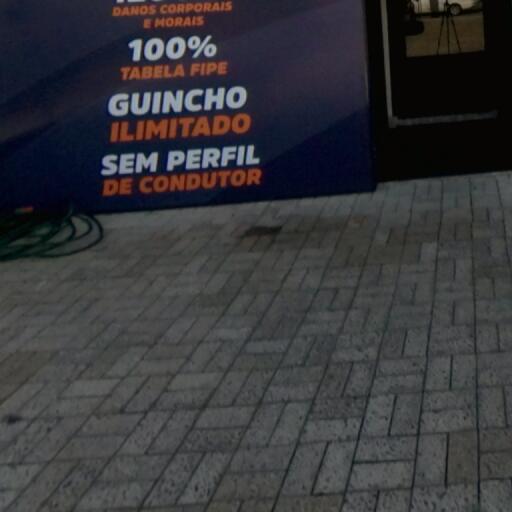 DANOS CORPORAIS
E MORAIS
100%
TABELA FIPE
GUINCHO
ILIMITADO
SEM PERFIL
DE CONDUTOR